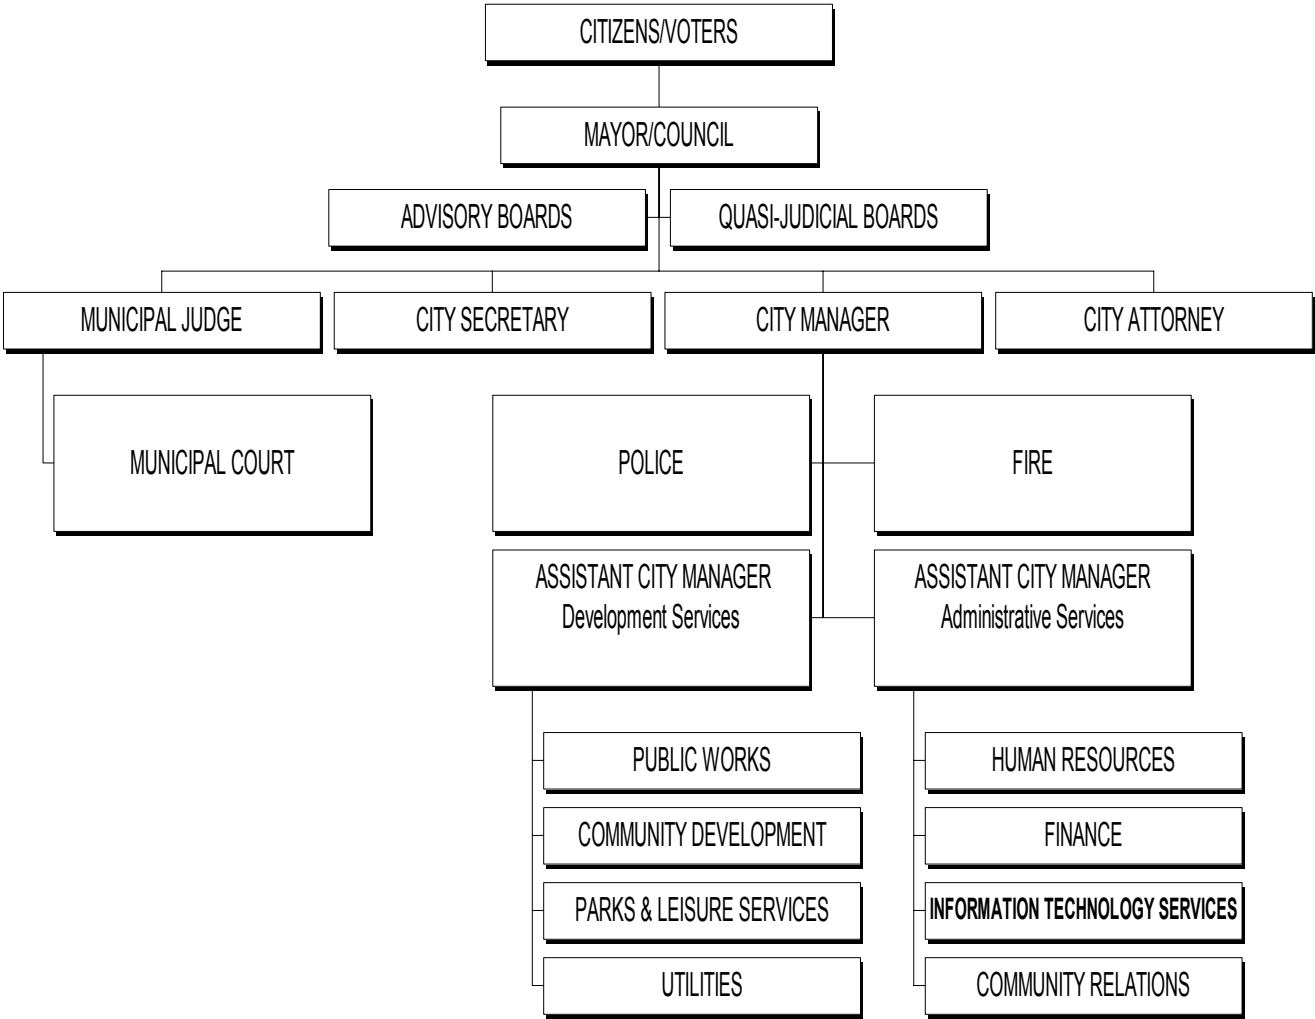 CITIZENS/VOTERS
MAYOR/COUNCIL
ADVISORY BOARDS
QUASI-JUDICIAL BOARDS
MUNICIPAL JUDGE
CITY SECRETARY
CITY MANAGER
CITY ATTORNEY
MUNICIPAL COURT
POLICE
FIRE
ASSISTANT CITY MANAGER
Development Services
ASSISTANT CITY MANAGER
Administrative Services
PUBLIC WORKS
COMMUNITY DEVELOPMENT
PARKS & LEISURE SERVICES
UTILITIES
HUMAN RESOURCES
FINANCE
INFORMATION TECHNOLOGY SERVICES
COMMUNITY RELATIONS